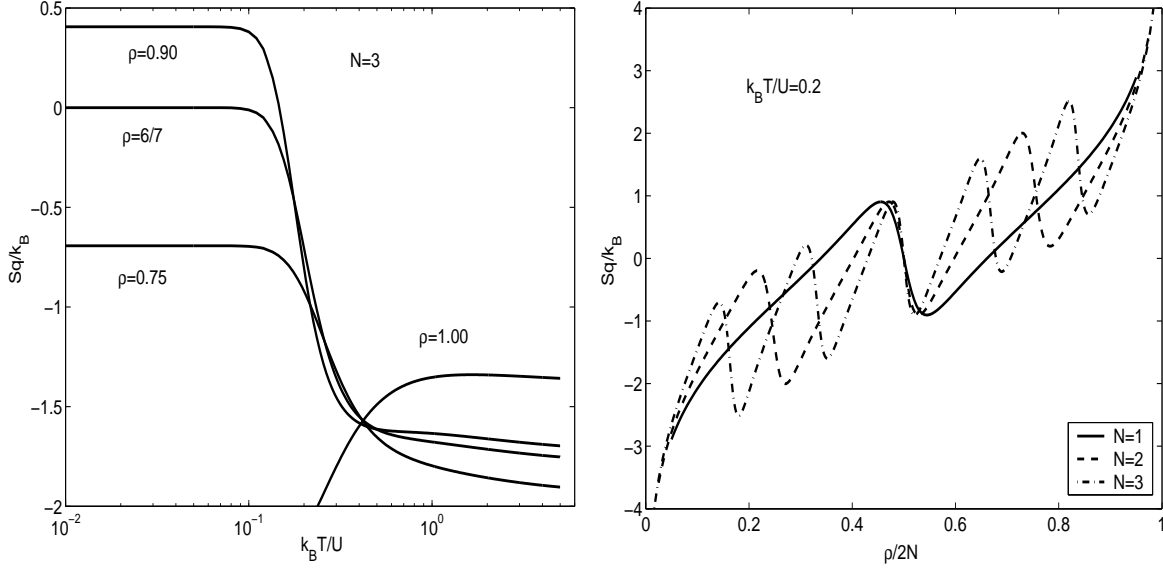 0.5
0
−0.5
−1
−1.5
−2
Sq/k_B
ρ=0.90
N=3
ρ=6/7
ρ=0.75
ρ=1.00
10^−2
10^−1
10^0
k_BT/U
4
3
2
1
0
−1
−2
−3
−4
Sq/k_B
k_BT/U=0.2
N=1
N=2
N=3
0
0.2
0.4
0.6
0.8
1
ρ/2N